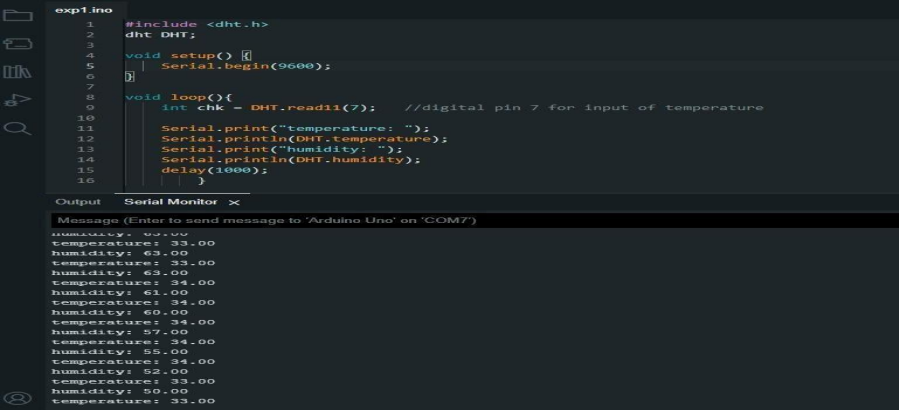 exp1.ino
1 #include <dht.h>
2 dht DHT;
3
4 void setup() {
5 Serial.begin(9600);
6 }
7
8 void loop(){
9 int chk = DHT.read11(7); //digital pin 7 for input of temperature
10
11 Serial.print("temperature: ");
12 Serial.println(DHT.temperature);
13 Serial.print("humidity: ");
14 Serial.println(DHT.humidity);
15 delay(1000);
16 }
Output Serial Monitor ×
Message (Enter to send message to 'Arduino Uno' on 'COM7')
humidity: 63.00
temperature: 33.00
humidity: 63.00
temperature: 33.00
humidity: 63.00
temperature: 34.00
humidity: 61.00
temperature: 34.00
humidity: 60.00
temperature: 34.00
humidity: 57.00
temperature: 34.00
humidity: 55.00
temperature: 34.00
humidity: 52.00
temperature: 33.00
humidity: 50.00
temperature: 33.00